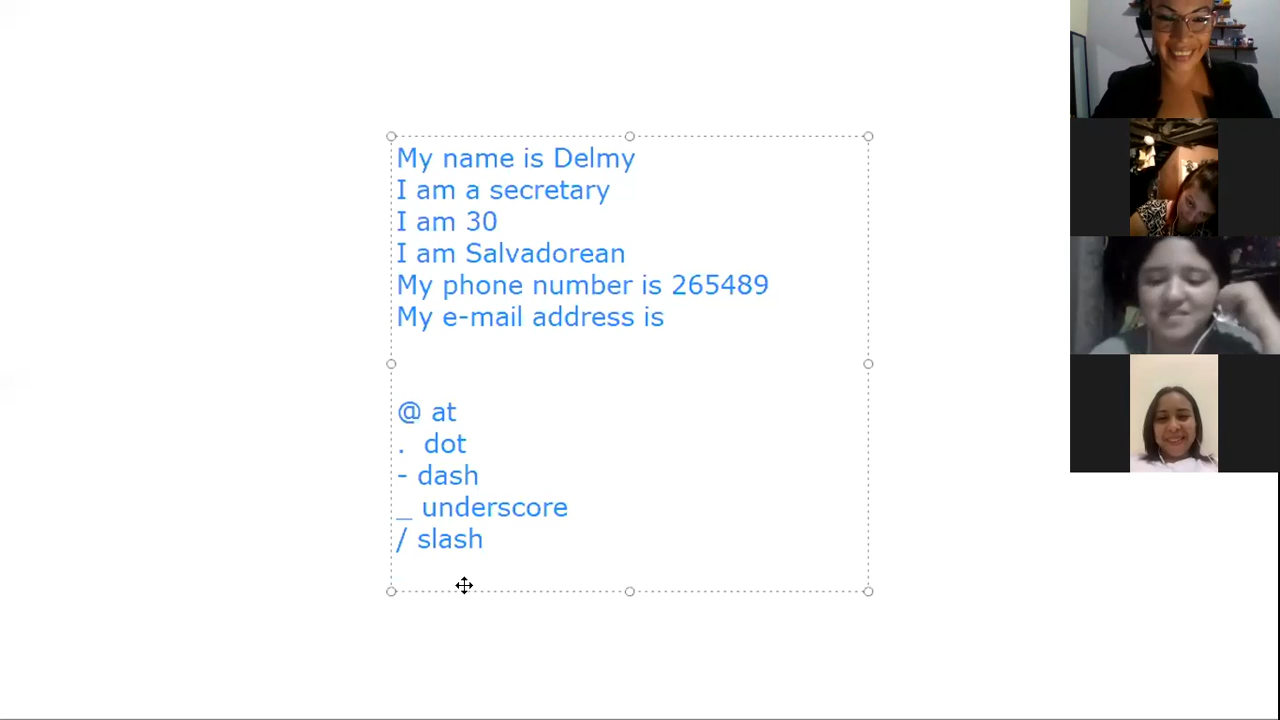 My name is Delmy
I am a secretary
I am 30
I am Salvadorean
My phone number is 265489
My e-mail address is
@ at
. dot
- dash
_ underscore
/ slash